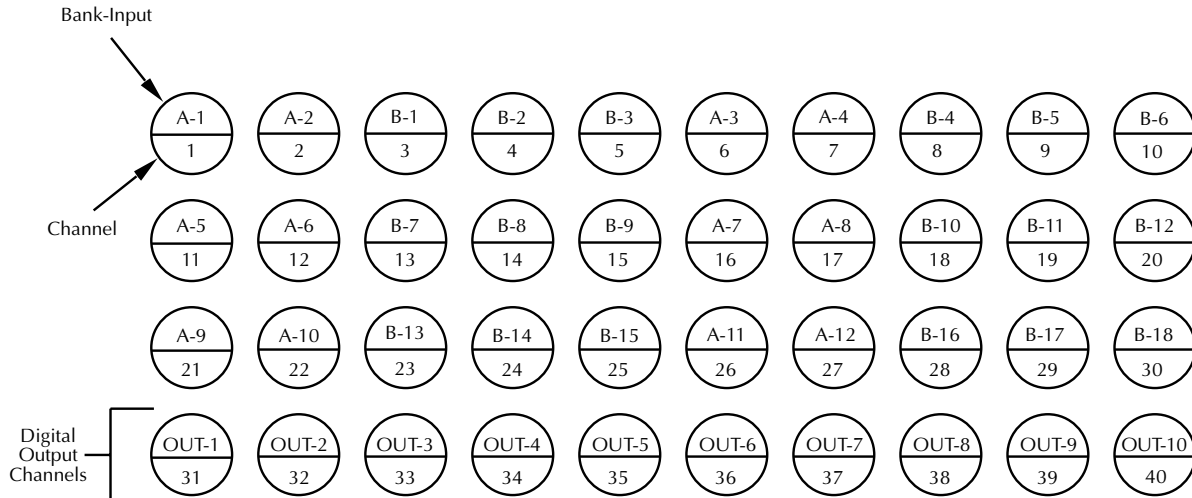 Bank-Input
A-1 A-2 B-1 B-2 B-3 A-3 A-4 B-4 B-5 B-6
1 2 3 4 5 6 7 8 9 10
Channel
A-5 A-6 B-7 B-8 B-9 A-7 A-8 B-10 B-11 B-12
11 12 13 14 15 16 17 18 19 20
A-9 A-10 B-13 B-14 B-15 A-11 A-12 B-16 B-17 B-18
21 22 23 24 25 26 27 28 29 30
Digital
Output
Channels
OUT-1 OUT-2 OUT-3 OUT-4 OUT-5 OUT-6 OUT-7 OUT-8 OUT-9 OUT-10
31 32 33 34 35 36 37 38 39 40